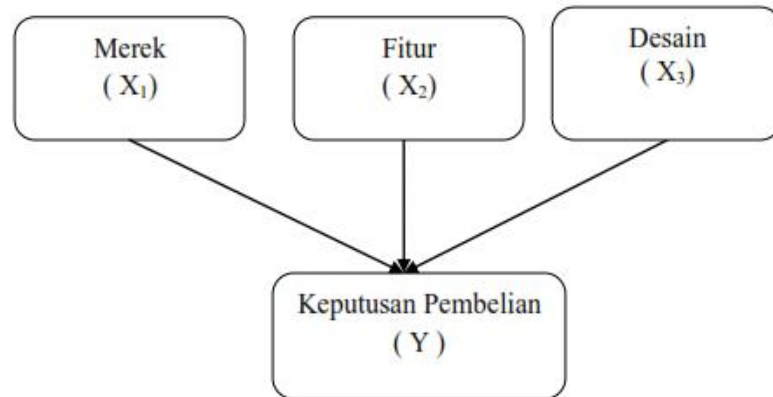 Merek
( X₁)
Fitur
( X₂)
Desain
( X₃)
Keputusan Pembelian
( Y )